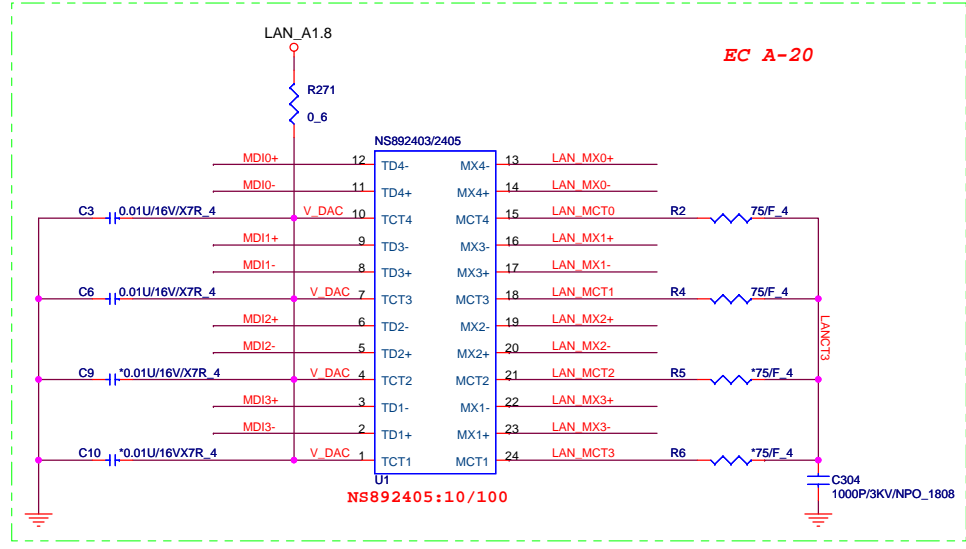 LAN_A1.8
EC A-20
R271
0_6
NS892403/2405
MDI0+ 12 TD4- MX4- 13 LAN_MX0+
MDI0- 11 TD4+ MX4+ 14 LAN_MX0-
C3 0.01U/16V/X7R_4 V_DAC 10 TCT4 MCT4 15 LAN_MCT0 R2 75/F_4
MDI1+ 9 TD3- MX3- 16 LAN_MX1+
MDI1- 8 TD3+ MX3+ 17 LAN_MX1-
C6 0.01U/16V/X7R_4 V_DAC 7 TCT3 MCT3 18 LAN_MCT1 R4 75/F_4
MDI2+ 6 TD2- MX2- 19 LAN_MX2+
LANCT3
MDI2- 5 TD2+ MX2+ 20 LAN_MX2-
C9 *0.01U/16V/X7R_4 V_DAC 4 TCT2 MCT2 21 LAN_MCT2 R5 *75/F_4
MDI3+ 3 TD1- MX1- 22 LAN_MX3+
MDI3- 2 TD1+ MX1+ 23 LAN_MX3-
C10 *0.01U/16VX7R_4 V_DAC 1 TCT1 MCT1 24 LAN_MCT3 R6 *75/F_4
U1
C304
NS892405:10/100
1000P/3KV/NPO_1808